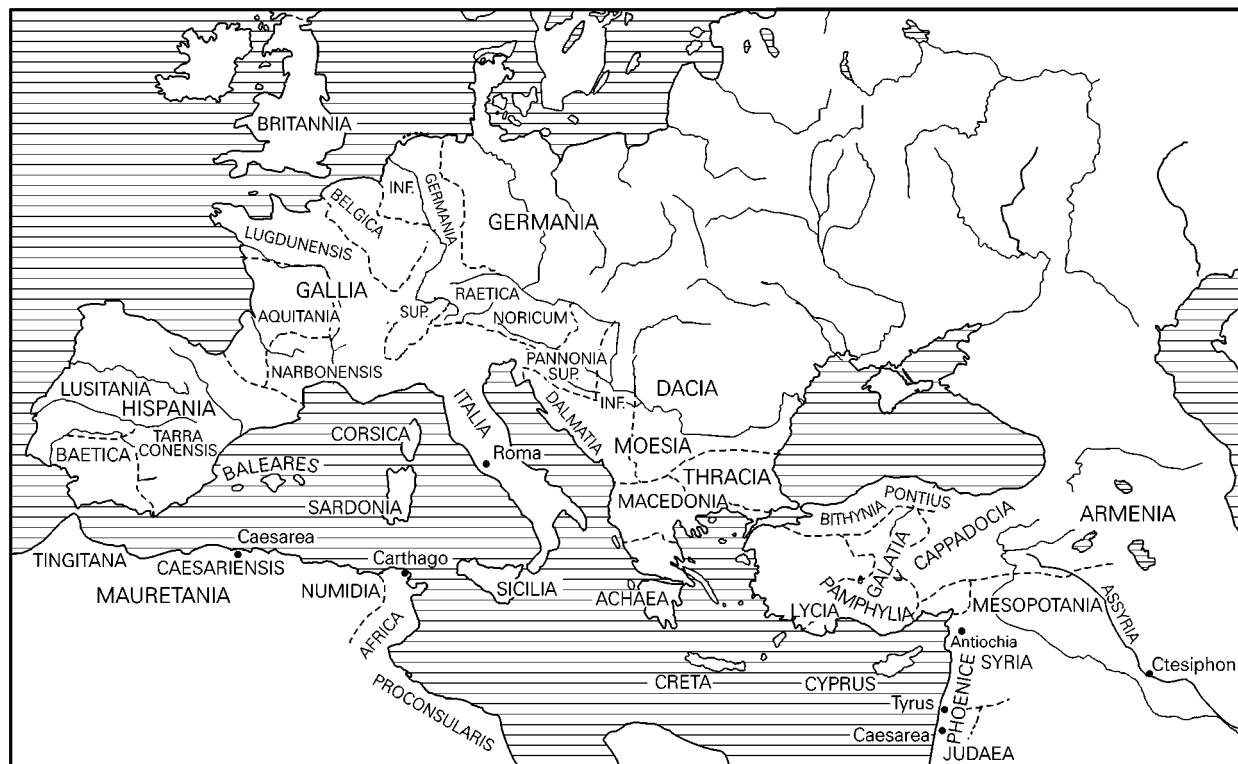 BRITANNIA
INF.
GERMANIA
BELGICA
GERMANIA
LUGDUNENSIS
GALLIA
RAETICA
SUP.
NORICUM
AQUITANIA
PANNONIA
SUP.
NARBONENSIS
LUSITANIA
HISPANIA
DACIA
INF.
ITALIA
DALMATIA
CORSICA
TARRA
CONENSIS
BAETICA
MOESIA
Roma
BALEARES
THRACIA
SARDONIA
MACEDONIA
PONTIUS
BITHYNIA
ARMENIA
CAPPADOCIA
Caesarea
TINGITANA
CAESARIENSIS
Carthago
GALATIA
MAURETANIA
NUMIDIA
SICILIA
ACHAEA
PAMPHYLIA
LYCIA
MESOPOTANIA
ASSYRIA
AFRICA
Antiochia
SYRIA
Ctesiphon
CRETA
CYPRUS
PHOENICE
PROCONSULARIS
Tyrus
Caesarea
JUDAEA